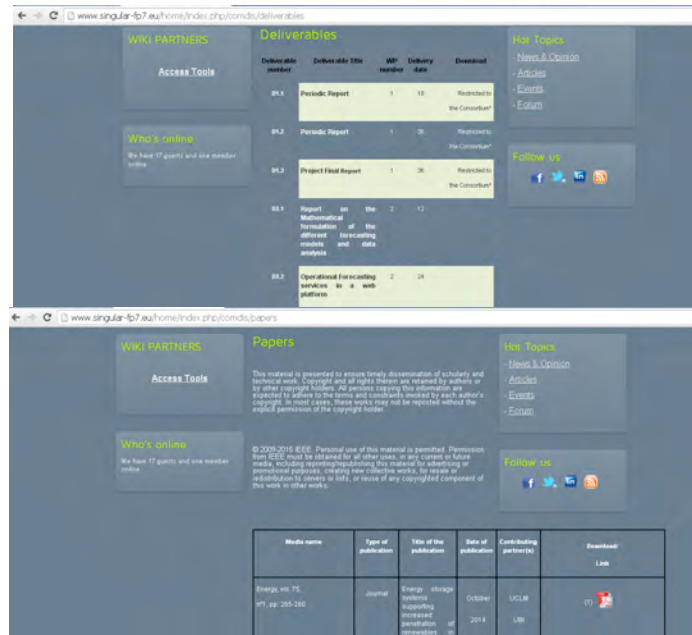 www.singular-fp7.eu/home/index.php/comdis/deliverables
WIKI PARTNERS
Access Tools
Who's online
We have 17 guests and one member
online
Deliverables
Deliverable
number
Deliverable Title
WP
number
Delivery
date
Download
D1.1 Periodic Report 1 18 Restricted to
the Consortium*
D1.2 Periodic Report 1 36 Restricted to
the Consortium*
D1.3 Project Final Report 1 36 Restricted to
the Consortium*
Report on the 2 12
Mathematical
formulation of the
different forecasting
models and data
analysis
Operational Forecasting 2 24
services in a web
platform
Hot Topics
- News & Opinion
- Articles
- Events
- Forum
Follow us
www.singular-fp7.eu/home/index.php/comdis/papers
WIKI PARTNERS
Access Tools
Who's online
We have 17 guests and one member
online
Papers
This material is presented to ensure timely dissemination of scholarly and
technical work. Copyright and all rights therein are retained by authors or
by other copyright holders. All persons copying this information are
expected to adhere to the terms and constraints invoked by each author's
copyright. In most cases, these works may not be reposted without the
explicit permission of the copyright holder.
© 2009-2015 IEEE. Personal use of this material is permitted. Permission
from IEEE must be obtained for all other uses, in any current or future
media, including reprinting/republishing this material for advertising or
promotional purposes, creating new collective works, for resale or
redistribution to servers or lists, or reuse of any copyrighted component of
this work in other works.
Hot Topics
- News & Opinion
- Articles
- Events
- Forum
Follow us
Media name
Type of
publication
Title of the
publication
Date of
publication
Contributing
partner(s)
Download/
Link
Energy, vol. 75,
nº1, pp. 265-280
Journal
Energy storage
systems
supporting
increased
penetration of
renewables in
October
2014
UCLM
UBI
(1)